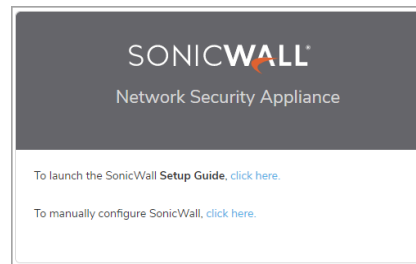 SONICWALL®
Network Security Appliance
To launch the SonicWall Setup Guide, click here.
To manually configure SonicWall, click here.